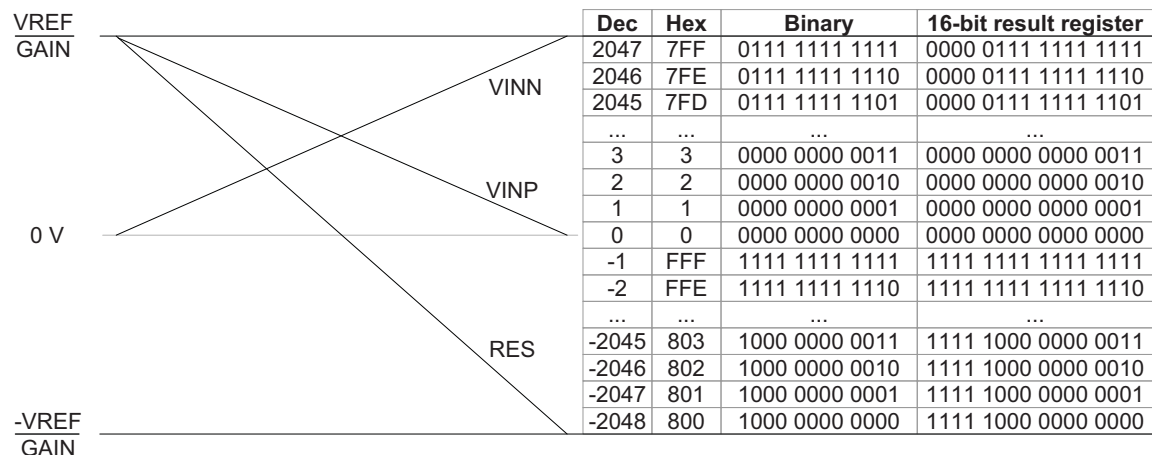 VREF
GAIN
VINN
VINP
0 V
RES
-VREF
GAIN
Dec Hex Binary 16-bit result register
2047 7FF 0111 1111 1111 0000 0111 1111 1111
2046 7FE 0111 1111 1110 0000 0111 1111 1110
2045 7FD 0111 1111 1101 0000 0111 1111 1101
... ... ... ...
3 3 0000 0000 0011 0000 0000 0000 0011
2 2 0000 0000 0010 0000 0000 0000 0010
1 1 0000 0000 0001 0000 0000 0000 0001
0 0 0000 0000 0000 0000 0000 0000 0000
-1 FFF 1111 1111 1111 1111 1111 1111 1111
-2 FFE 1111 1111 1110 1111 1111 1111 1110
... ... ... ...
-2045 803 1000 0000 0011 1111 1000 0000 0011
-2046 802 1000 0000 0010 1111 1000 0000 0010
-2047 801 1000 0000 0001 1111 1000 0000 0001
-2048 800 1000 0000 0000 1111 1000 0000 0000